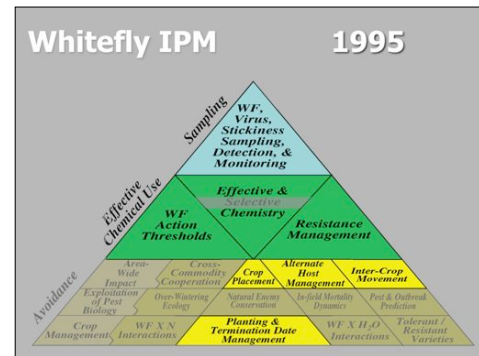 Whitefly IPM 1995
Sampling
WF,
Virus,
Stickiness
Sampling,
Detection, &
Monitoring
Effective
Chemical Use
Effective &
Selective
Chemistry
WF
Action
Thresholds
Resistance
Management
Avoidance
Area-
Wide
Impact
Cross-
Commodity
Cooperation
Crop
Placement
Alternate
Host
Management
Inter-Crop
Movement
Exploitation
of Pest
Biology
Over-Wintering
Ecology
Natural Enemy
Conservation
In-field Mortality
Dynamics
Pest & Outbreak
Prediction
Crop
Management
WF X N
Interactions
Planting &
Termination Date
Management
WF X H₂O
Interactions
Tolerant /
Resistant
Varieties